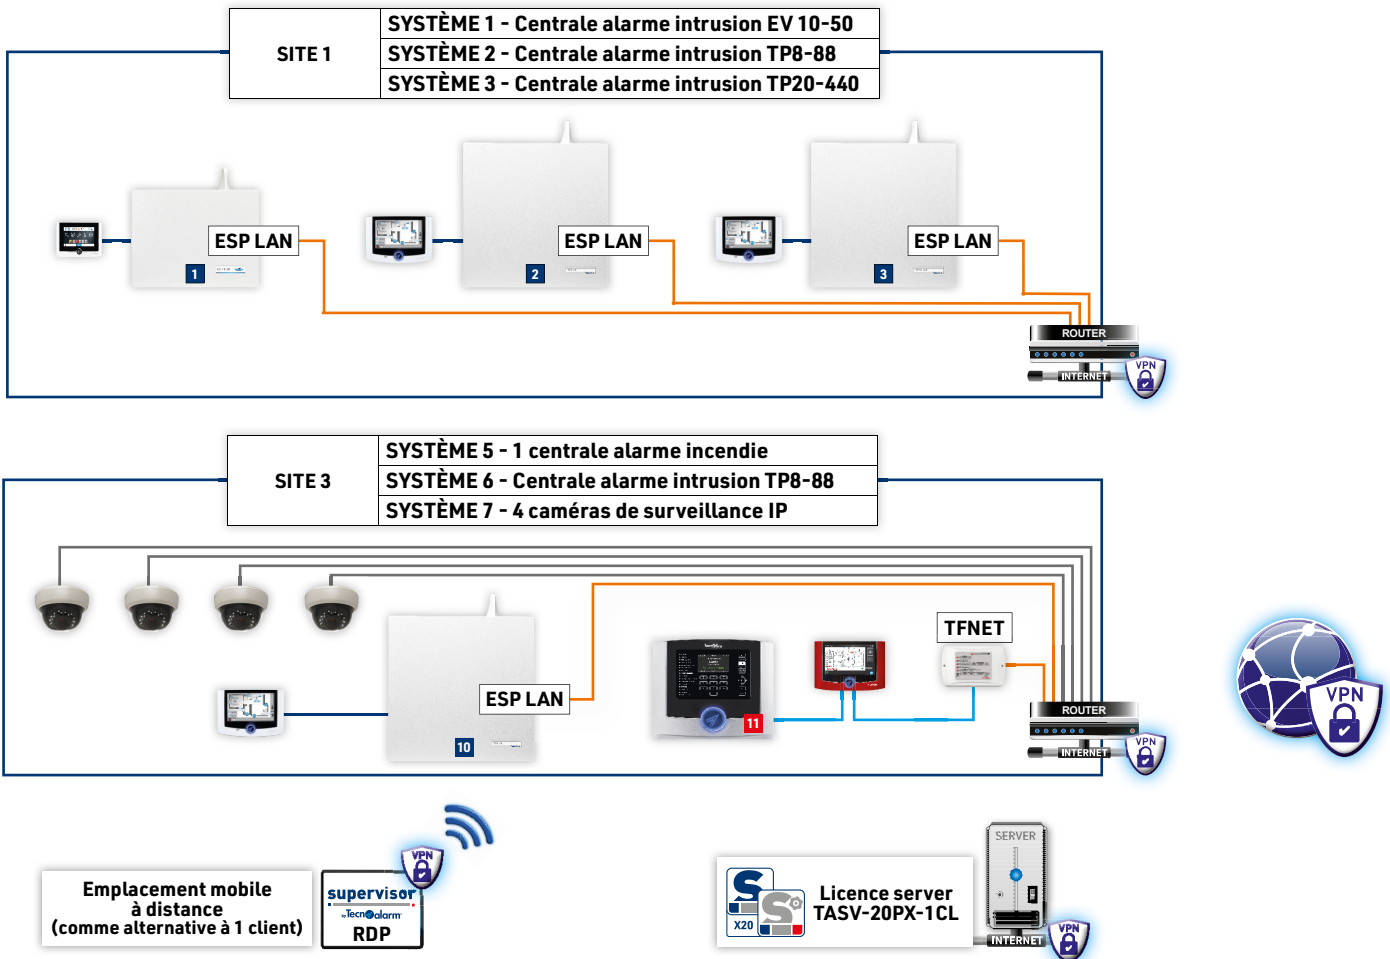 SITE 1
SYSTÈME 1 - Centrale alarme intrusion EV 10-50
SYSTÈME 2 - Centrale alarme intrusion TP8-88
SYSTÈME 3 - Centrale alarme intrusion TP20-440
ESP LAN
1
ESP LAN
2
ESP LAN
3
ROUTER
INTERNET
VPN
SITE 3
SYSTÈME 5 - 1 centrale alarme incendie
SYSTÈME 6 - Centrale alarme intrusion TP8-88
SYSTÈME 7 - 4 caméras de surveillance IP
TFNET
ESP LAN
10
11
ROUTER
INTERNET
VPN
VPN
Emplacement mobile
à distance
(comme alternative à 1 client)
VPN
supervisor
by Tecnoalarm
RDP
S
X20
S
Licence server
TASV-20PX-1CL
SERVER
INTERNET
VPN